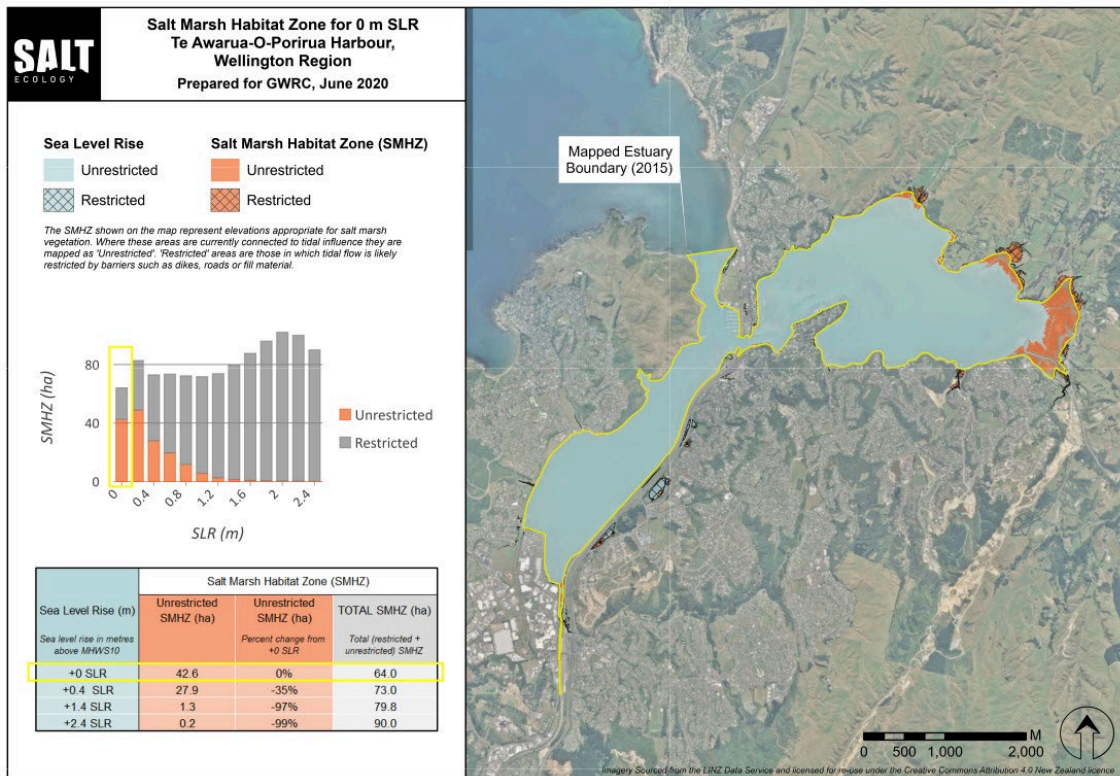 SALT
ECOLOGY
Salt Marsh Habitat Zone for 0 m SLR
Te Awarua-O-Porirua Harbour,
Wellington Region
Prepared for GWRC, June 2020
Sea Level Rise
Unrestricted
Restricted
Salt Marsh Habitat Zone (SMHZ)
Unrestricted
Restricted
The SMHZ shown on the map represent elevations appropriate for salt marsh
vegetation. Where these areas are currently connected to tidal influence they are
mapped as 'Unrestricted'. 'Restricted' areas are those in which tidal flow is likely
restricted by barriers such as dikes, roads or fill material.
SMHZ (ha)
80
40
0
0 0.4 0.8 1.2 1.6 2 2.4
SLR (m)
Unrestricted
Restricted
Salt Marsh Habitat Zone (SMHZ)
Sea Level Rise (m)
Sea level rise in metres
above MHWS10
Unrestricted
SMHZ (ha)
Unrestricted
SMHZ (ha)
Percent change from
+0 SLR
TOTAL SMHZ (ha)
Total (restricted +
unrestricted) SMHZ
+0 SLR 42.6 0% 64.0
+0.4 SLR 27.9 -35% 73.0
+1.4 SLR 1.3 -97% 79.8
+2.4 SLR 0.2 -99% 90.0
Mapped Estuary
Boundary (2015)
M
0 500 1,000 2,000
Imagery Sourced from the LINZ Data Service and licensed for re-use under the Creative Commons Attribution 4.0 New Zealand licence